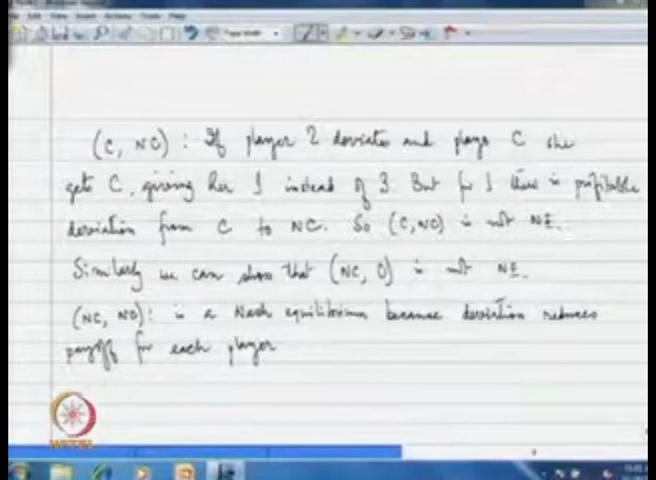 (C, NC) : If player 2 deviates and plays C she
gets C, giving her 1 instead of 3. But for 1 there is profitable
deviation from C to NC. So (C, NC) is not NE.
Similarly we can show that (NC, C) is not NE.
(NC, NC): is a Nash equilibrium because deviation reduces
payoff for each player
NPTEL